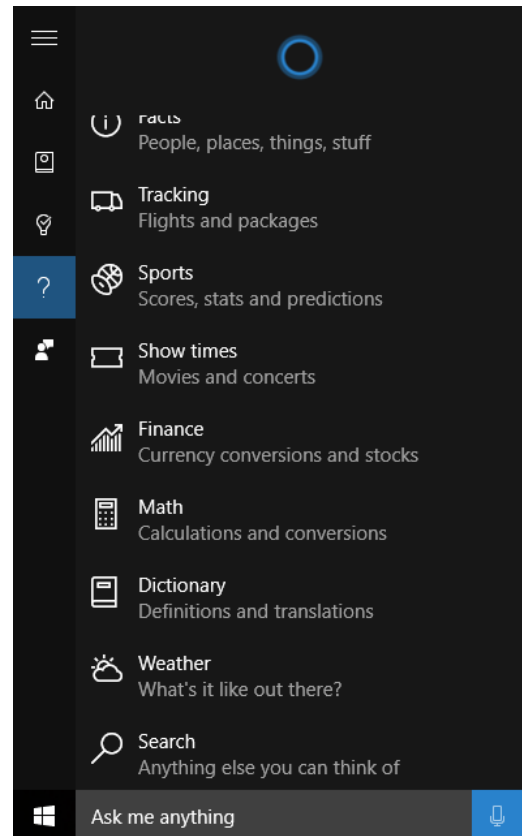 Facts
People, places, things, stuff
Tracking
Flights and packages
Sports
Scores, stats and predictions
Show times
Movies and concerts
Finance
Currency conversions and stocks
Math
Calculations and conversions
Dictionary
Definitions and translations
Weather
What's it like out there?
Search
Anything else you can think of
Ask me anything